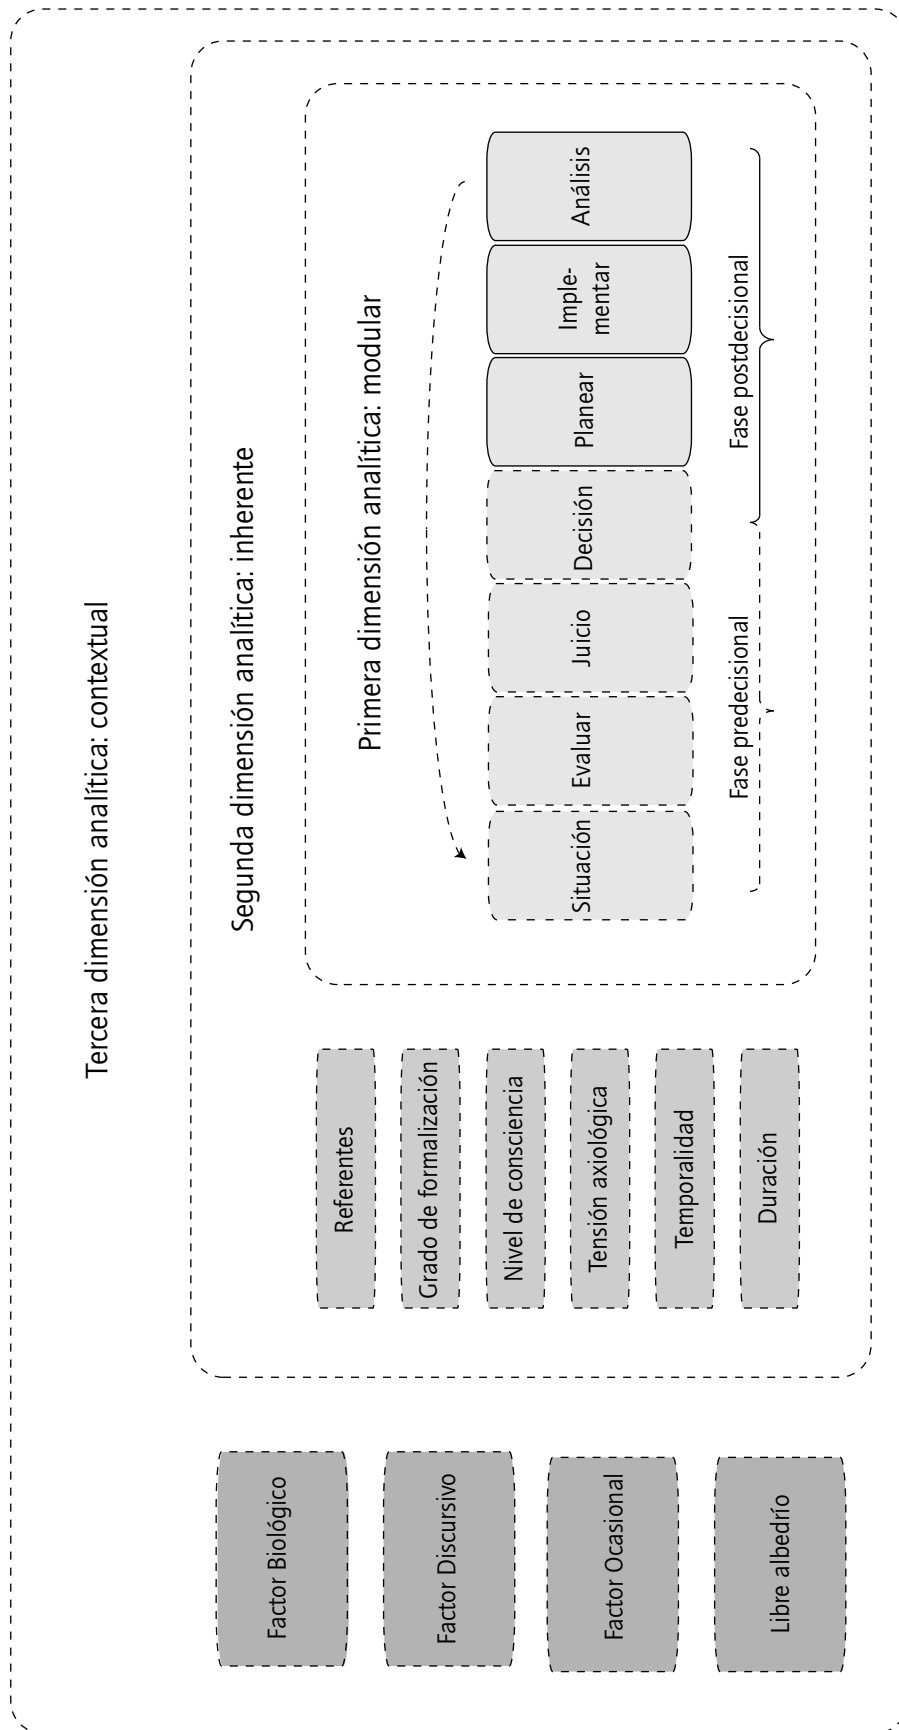 Tercera dimensión analítica: contextual
Segunda dimensión analítica: inherente
Primera dimensión analítica: modular
Factor Biológico
Factor Discursivo
Factor Ocasional
Libre albedrío
Referentes
Grado de formalización
Nivel de consciencia
Tensión axiológica
Temporalidad
Duración
Situación
Evaluar
Juicio
Decisión
Planear
Imple-
mentar
Análisis
Fase predecisional
Fase postdecisional